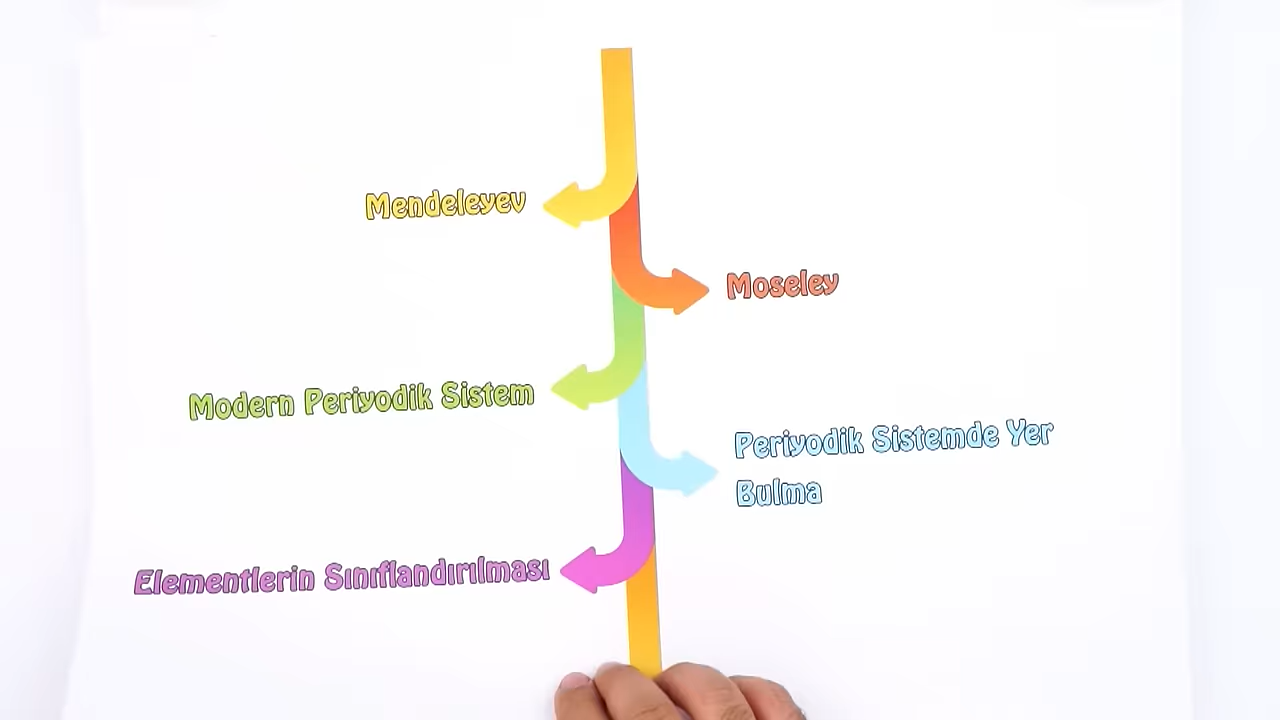 Mendeleyev
Moseley
Modern Periyodik Sistem
Periyodik Sistemde Yer
Bulma
Elementlerin Sınıflandırılması